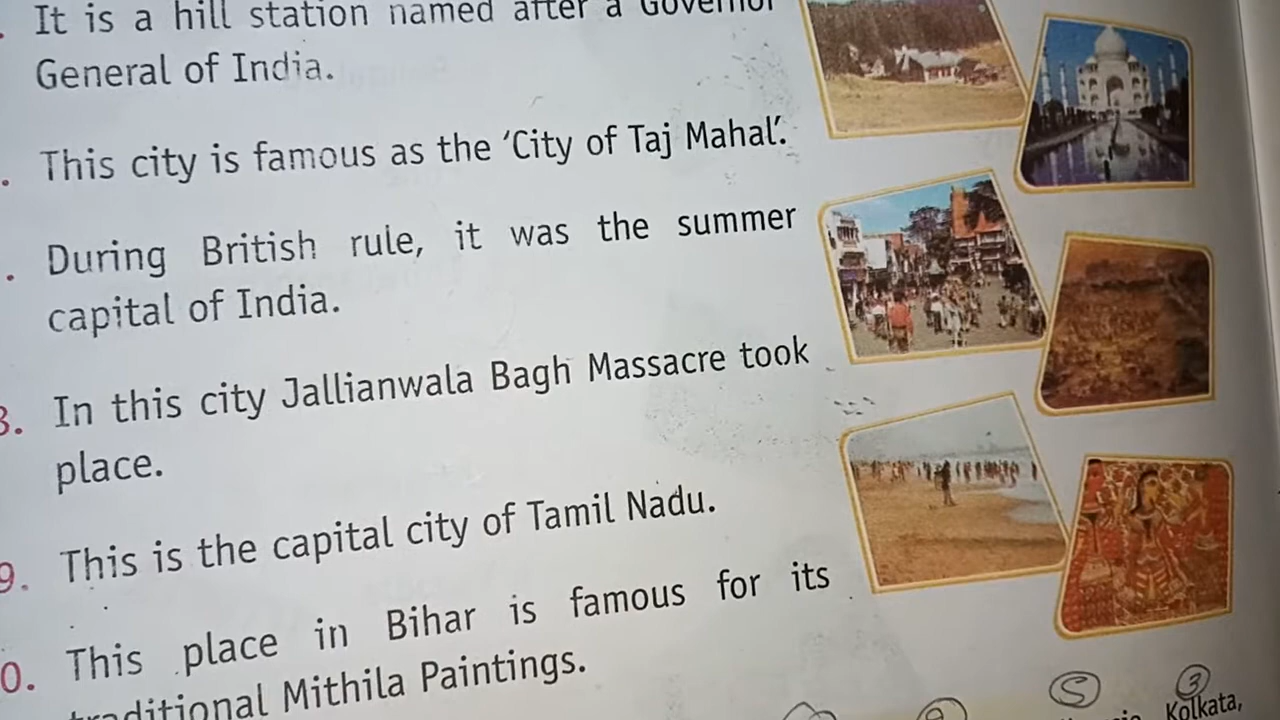 . It is a hill station named after a Governor
General of India.
. This city is famous as the ‘City of Taj Mahal’.
. During British rule, it was the summer
capital of India.
8. In this city Jallianwala Bagh Massacre took
place.
9. This is the capital city of Tamil Nadu.
0. This place in Bihar is famous for its
traditional Mithila Paintings.
5 3
Kolkata,